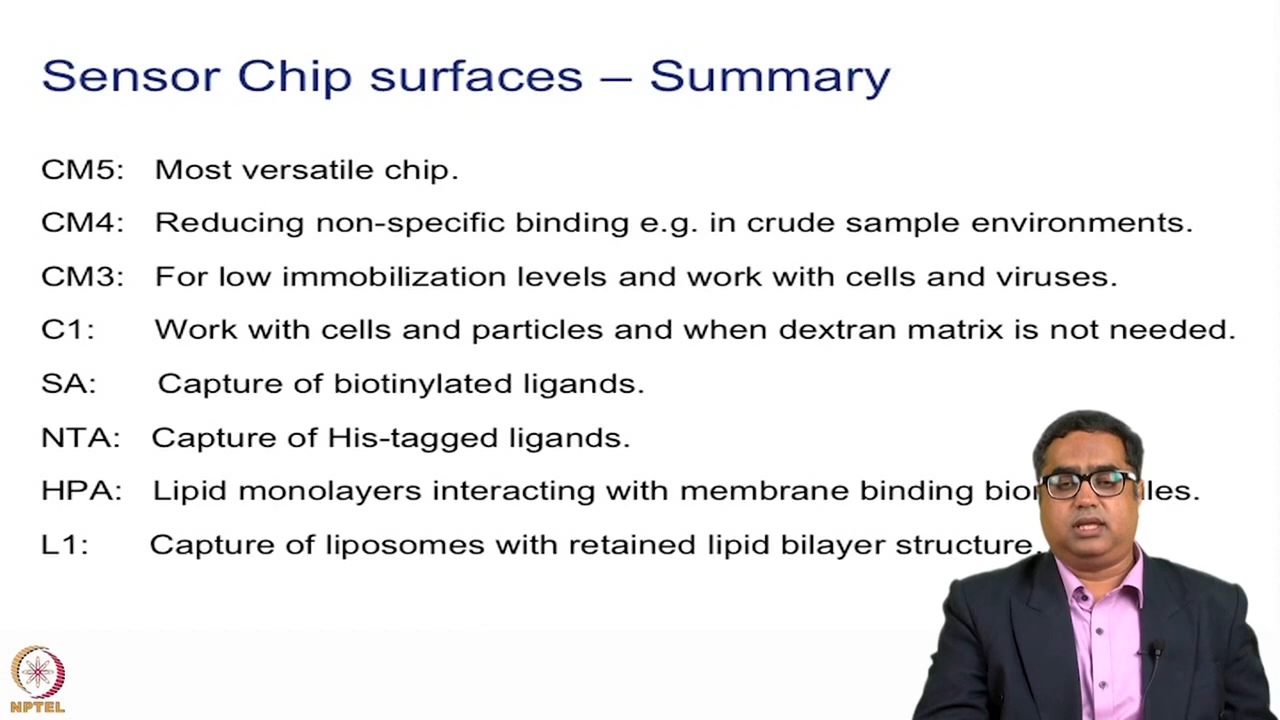 Sensor Chip surfaces – Summary
CM5: Most versatile chip.
CM4: Reducing non-specific binding e.g. in crude sample environments.
CM3: For low immobilization levels and work with cells and viruses.
C1: Work with cells and particles and when dextran matrix is not needed.
SA: Capture of biotinylated ligands.
NTA: Capture of His-tagged ligands.
HPA: Lipid monolayers interacting with membrane binding
L1: Capture of liposomes with retained lipid bilayer structure.
NPTEL